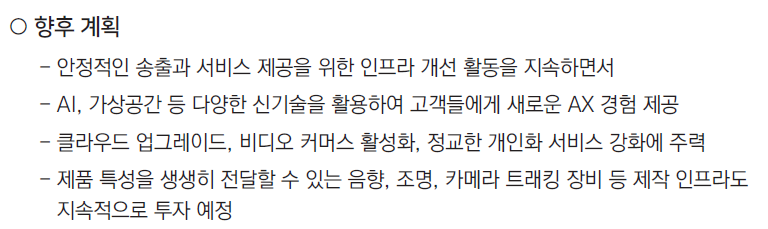 ○ 향후 계획
– 안정적인 송출과 서비스 제공을 위한 인프라 개선 활동을 지속하면서
– AI, 가상공간 등 다양한 신기술을 활용하여 고객들에게 새로운 AX 경험 제공
– 클라우드 업그레이드, 비디오 커머스 활성화, 정교한 개인화 서비스 강화에 주력
– 제품 특성을 생생히 전달할 수 있는 음향, 조명, 카메라 트래킹 장비 등 제작 인프라도
지속적으로 투자 예정